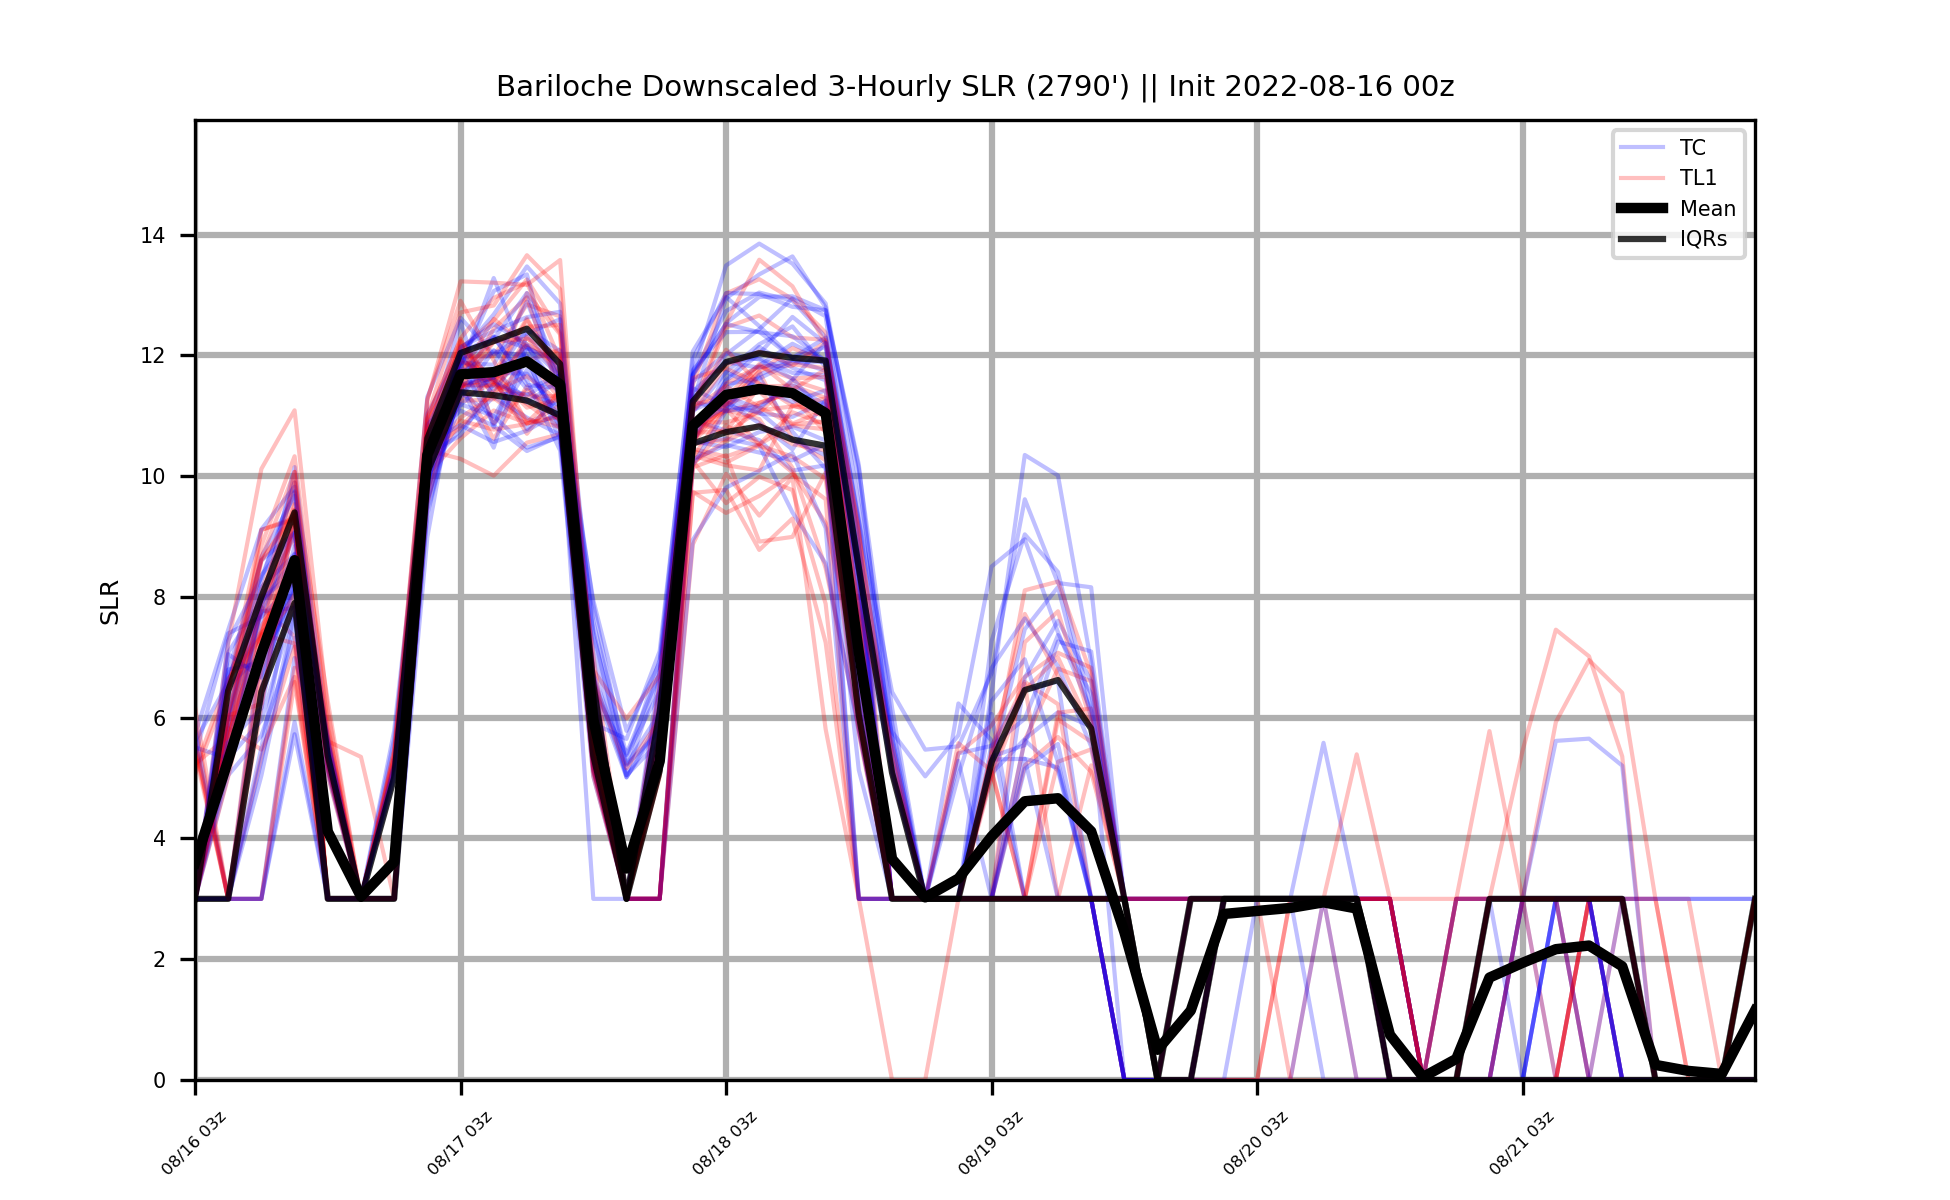 Bariloche Downscaled 3-Hourly SLR (2790') || Init 2022-08-16 00z
TC
TL1
Mean
IQRs
SLR
14
12
10
8
6
4
2
0
08/16 03z
08/17 03z
08/18 03z
08/19 03z
08/20 03z
08/21 03z